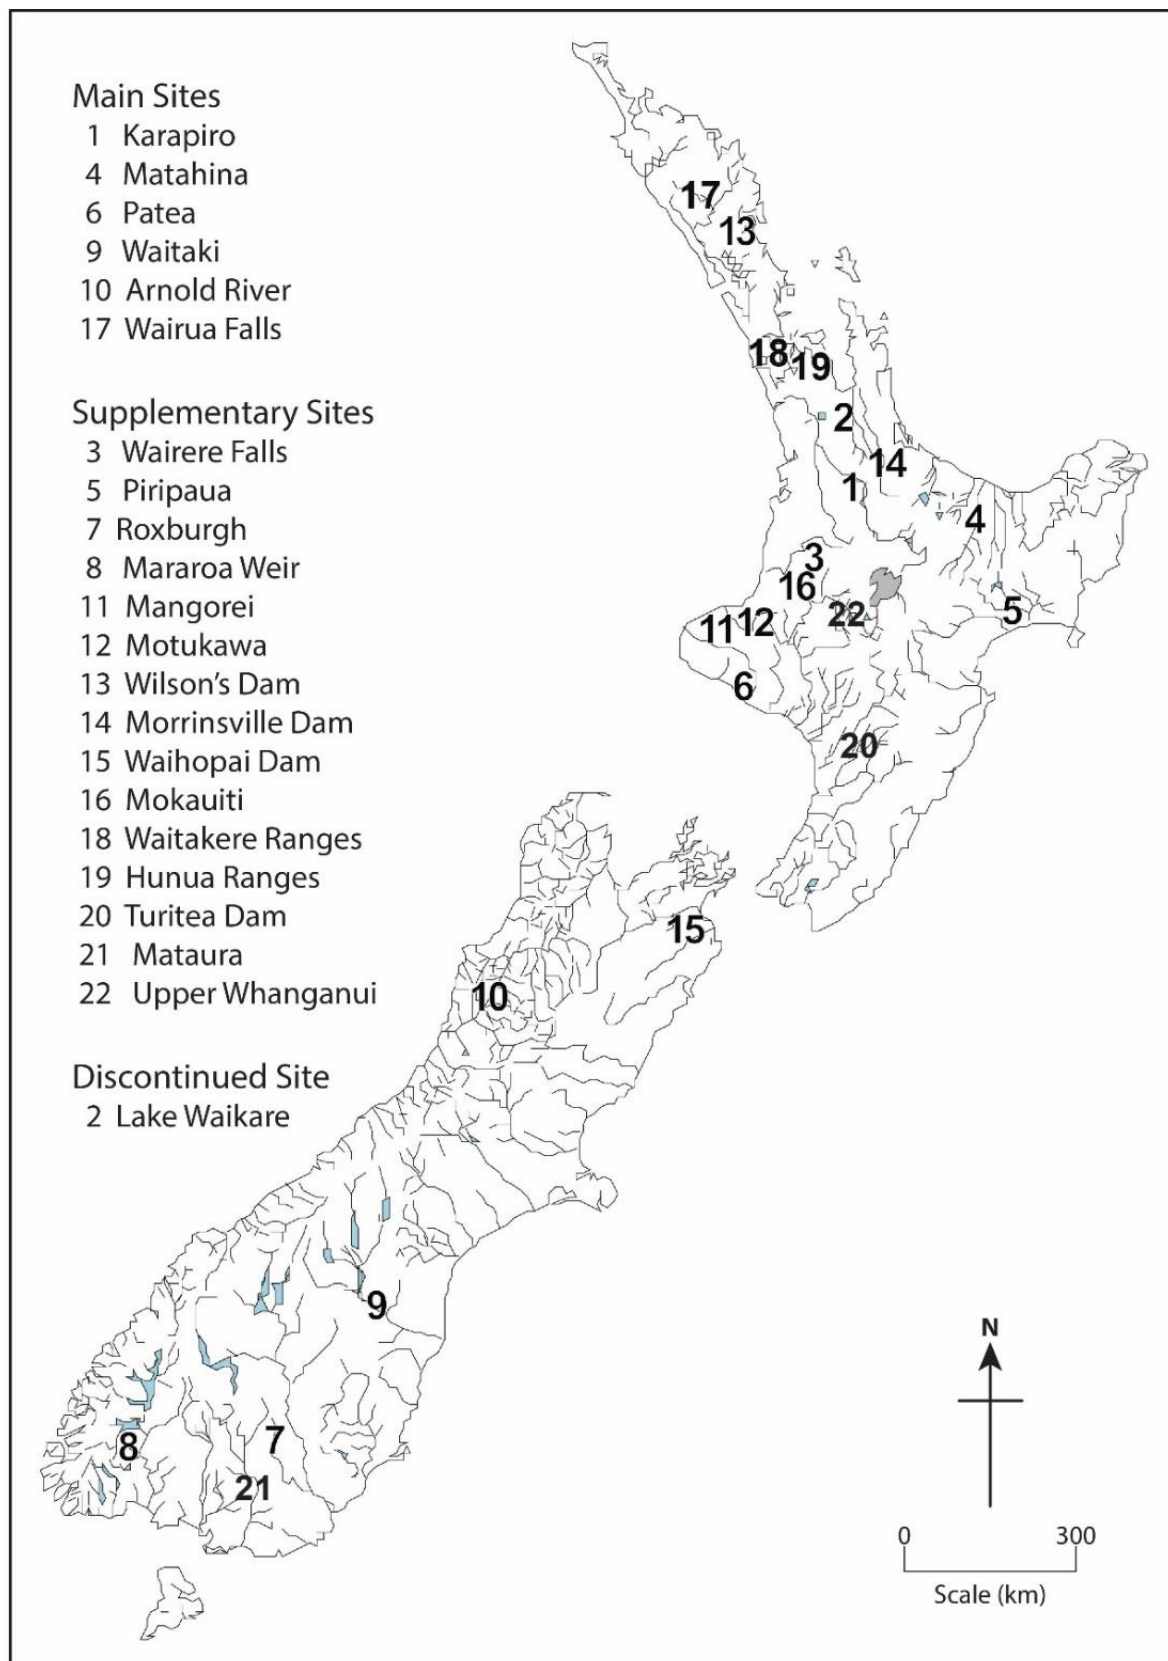 Main Sites
1 Karapiro
4 Matahina
6 Patea
9 Waitaki
10 Arnold River
17 Wairua Falls
Supplementary Sites
3 Wairere Falls
5 Piripaua
7 Roxburgh
8 Mararoa Weir
11 Mangorei
12 Motukawa
13 Wilson's Dam
14 Morrinsville Dam
15 Waihopai Dam
16 Mokauiti
18 Waitakere Ranges
19 Hunua Ranges
20 Turitea Dam
21 Mataura
22 Upper Whanganui
Discontinued Site
2 Lake Waikare
17
13
18
19
2
14
1
4
3
16
22
5
11
12
6
20
15
10
9
8
7
21
N
0 300
Scale (km)